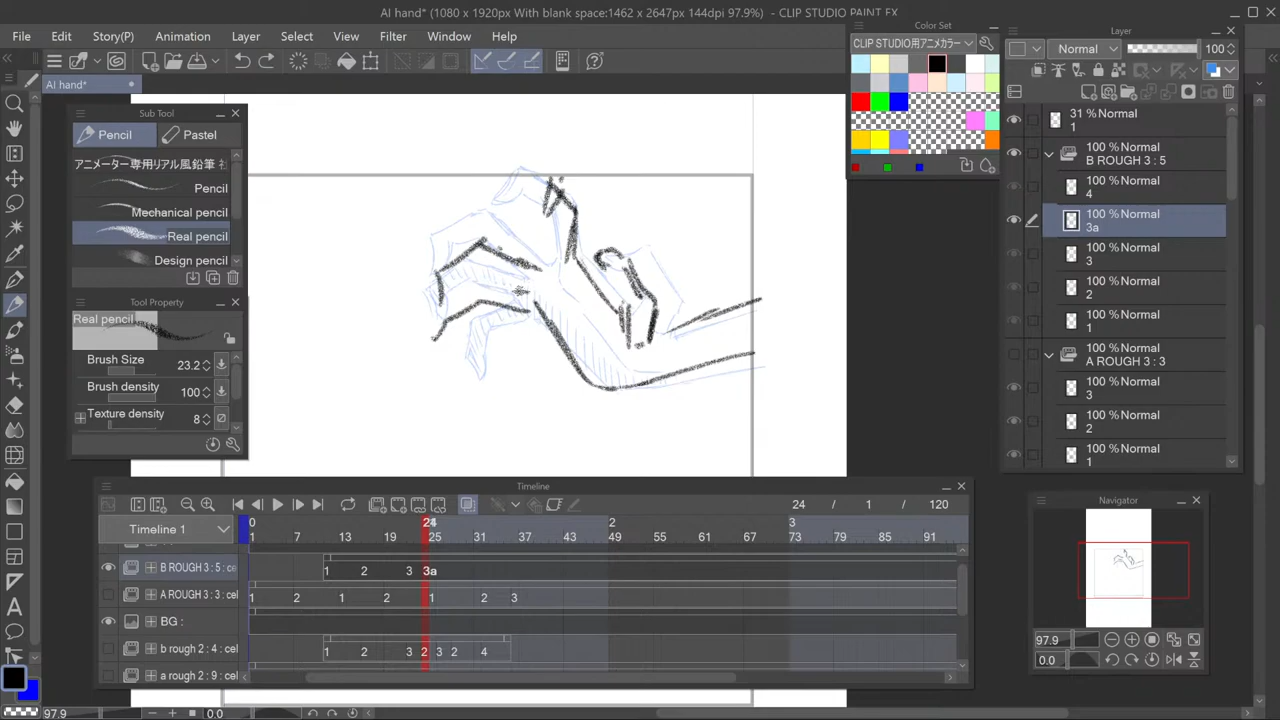 AI hand* (1080 x 1920px With blank space:1462 x 2647px 144dpi 97.9%) - CLIP STUDIO PAINT EX
File Edit Story(P) Animation Layer Select View Filter Window Help
AI hand*
Sub Tool
Pencil Pastel
アニメーター専用リアル風鉛筆
Pencil
Mechanical pencil
Real pencil
Design pencil
Tool Property
Real pencil
Brush Size 23.2
Brush density 100
Texture density 8
Color Set
CLIP STUDIO用アニメカラー
Layer
Normal 100
31 % Normal
1
100 % Normal
B ROUGH 3 : 5
100 % Normal
4
100 % Normal
3a
100 % Normal
3
100 % Normal
2
100 % Normal
1
100 % Normal
A ROUGH 3 : 3
100 % Normal
3
100 % Normal
2
100 % Normal
1
Timeline
24 / 1 / 120
Timeline 1
0 24 2 3
1 7 13 19 25 31 37 43 49 55 61 67 73 79 85 91
B ROUGH 3 : 5 : cel 1 2 3 3a
A ROUGH 3 : 3 : cel 1 2 1 2 1 2 3
BG :
b rough 2 : 4 : cel 1 2 3 2 3 2 4
a rough 2 : 9 : cel
Navigator
97.9
0.0
97.9 0.0